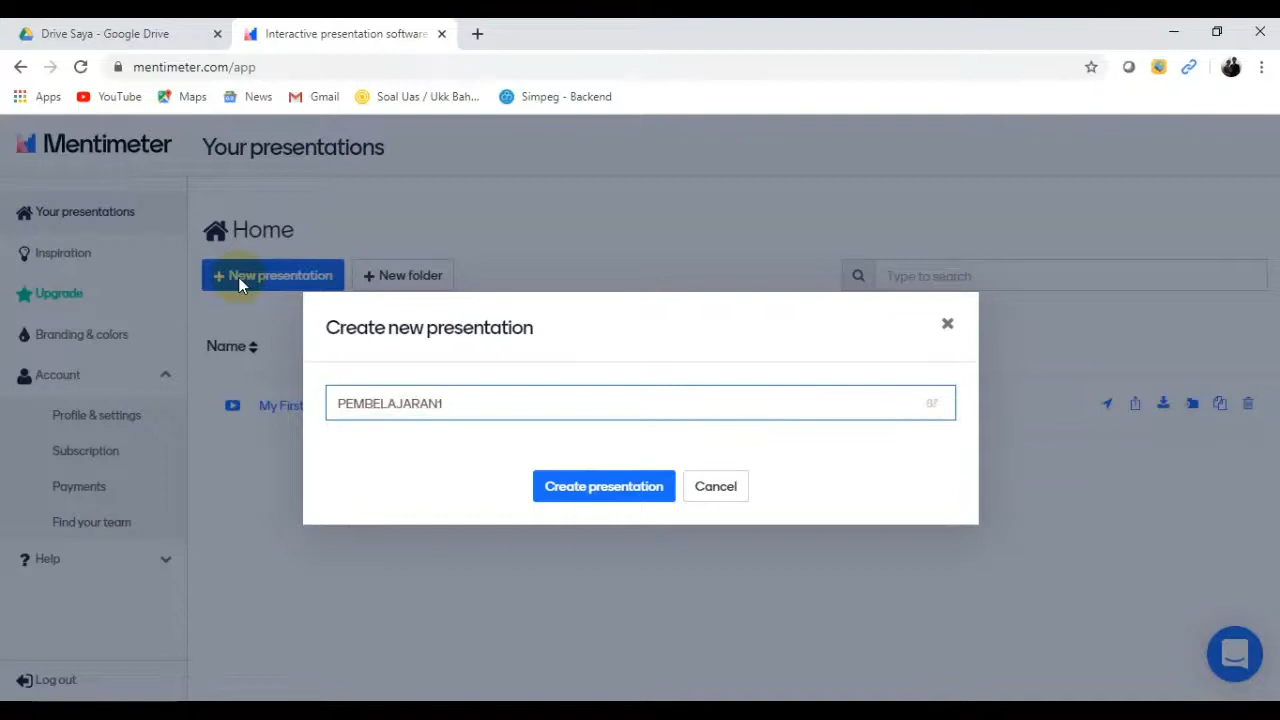 Drive Saya - Google Drive
Interactive presentation software
mentimeter.com/app
Apps YouTube Maps News Gmail Soal Uas / Ukk Bah... Simpeg - Backend
Mentimeter
Your presentations
Your presentations
Inspiration
Upgrade
Branding & colors
Account
Profile & settings
Subscription
Payments
Find your team
Help
Log out
Home
+ New presentation
+ New folder
Type to search
Name
My First
Create new presentation
PEMBELAJARAN1
Create presentation
Cancel